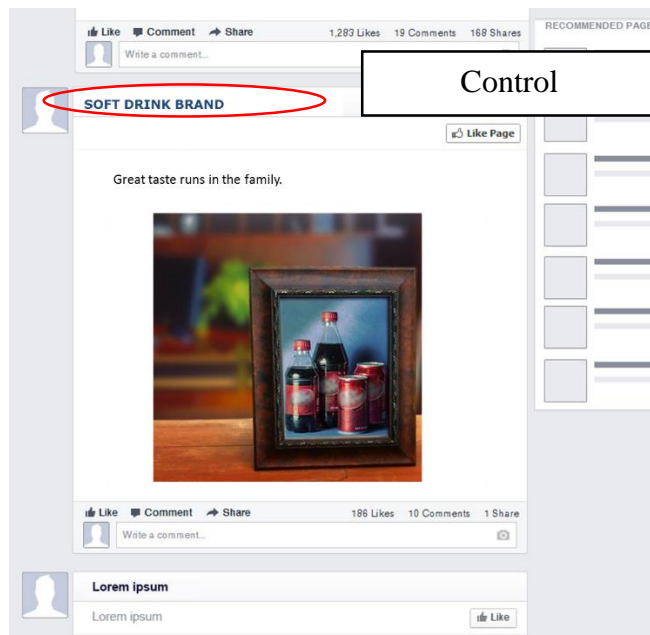 Like Comment Share 1,283 Likes 19 Comments 168 Shares
RECOMMENDED PAGE
Write a comment...
Control
SOFT DRINK BRAND
Like Page
Great taste runs in the family.
Like Comment Share 186 Likes 10 Comments 1 Share
Write a comment...
Lorem ipsum
Lorem ipsum
Like